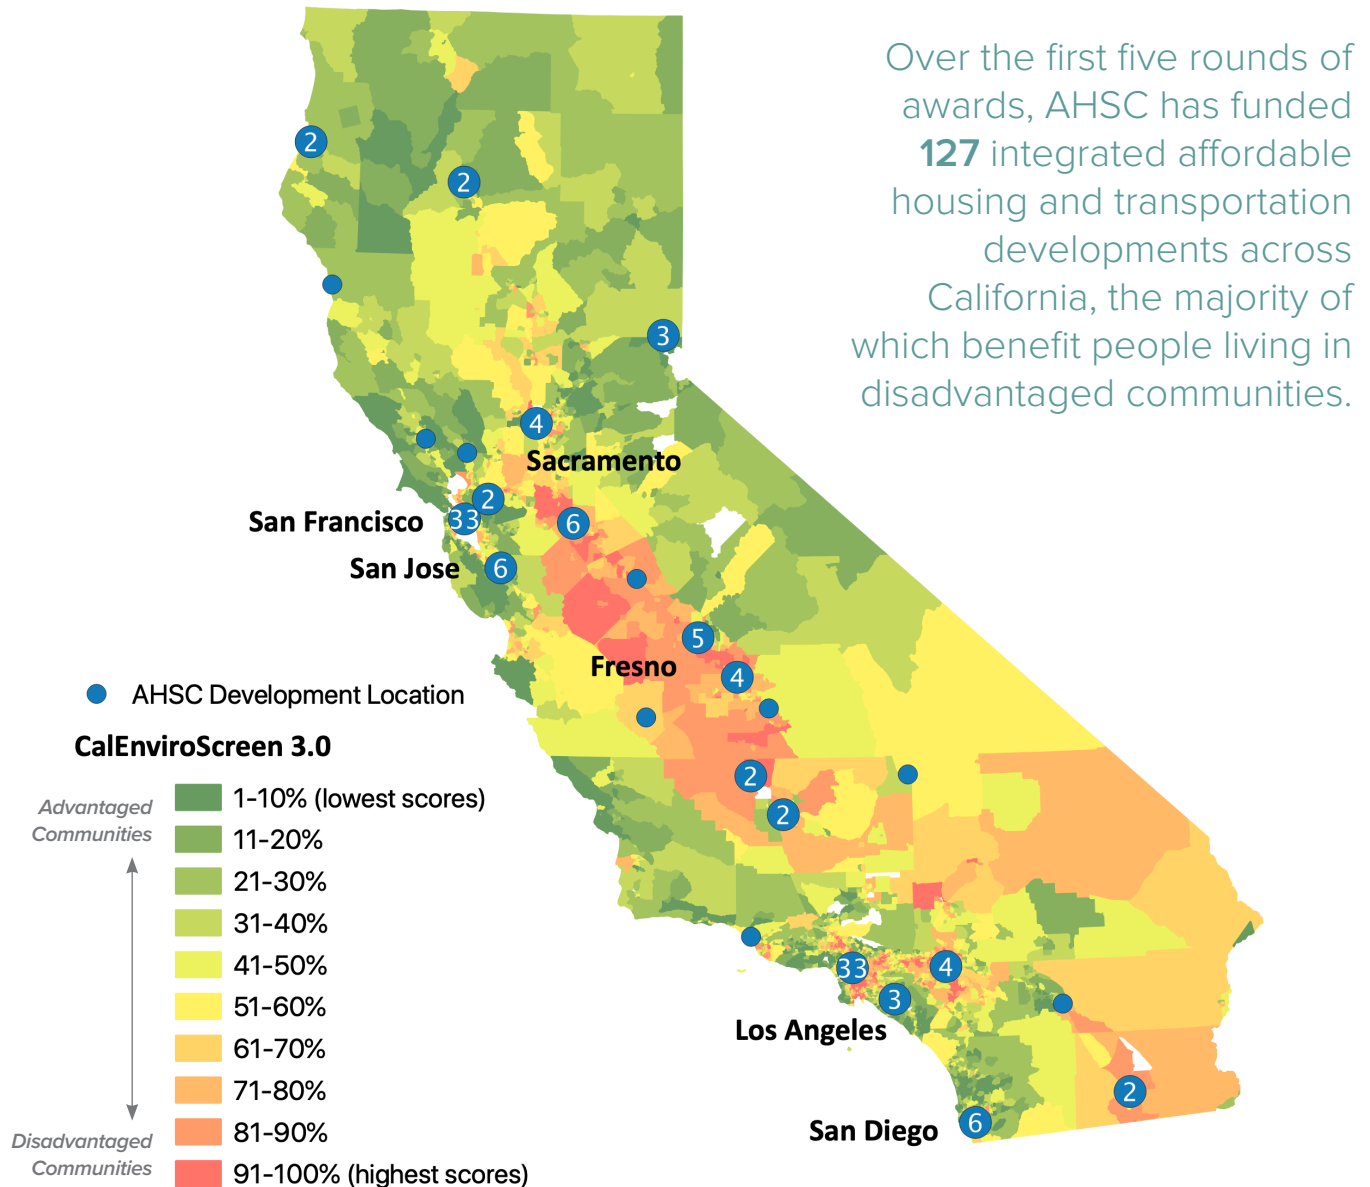 Over the first five rounds of
awards, AHSC has funded
127 integrated affordable
housing and transportation
developments across
California, the majority of
which benefit people living in
disadvantaged communities.
2
2
3
4
Sacramento
2
San Francisco
33
6
San Jose
6
5
Fresno
4
2
2
33
4
3
Los Angeles
2
San Diego
6
AHSC Development Location
CalEnviroScreen 3.0
Advantaged
Communities
1-10% (lowest scores)
11-20%
21-30%
31-40%
41-50%
51-60%
61-70%
71-80%
81-90%
Disadvantaged
Communities
91-100% (highest scores)